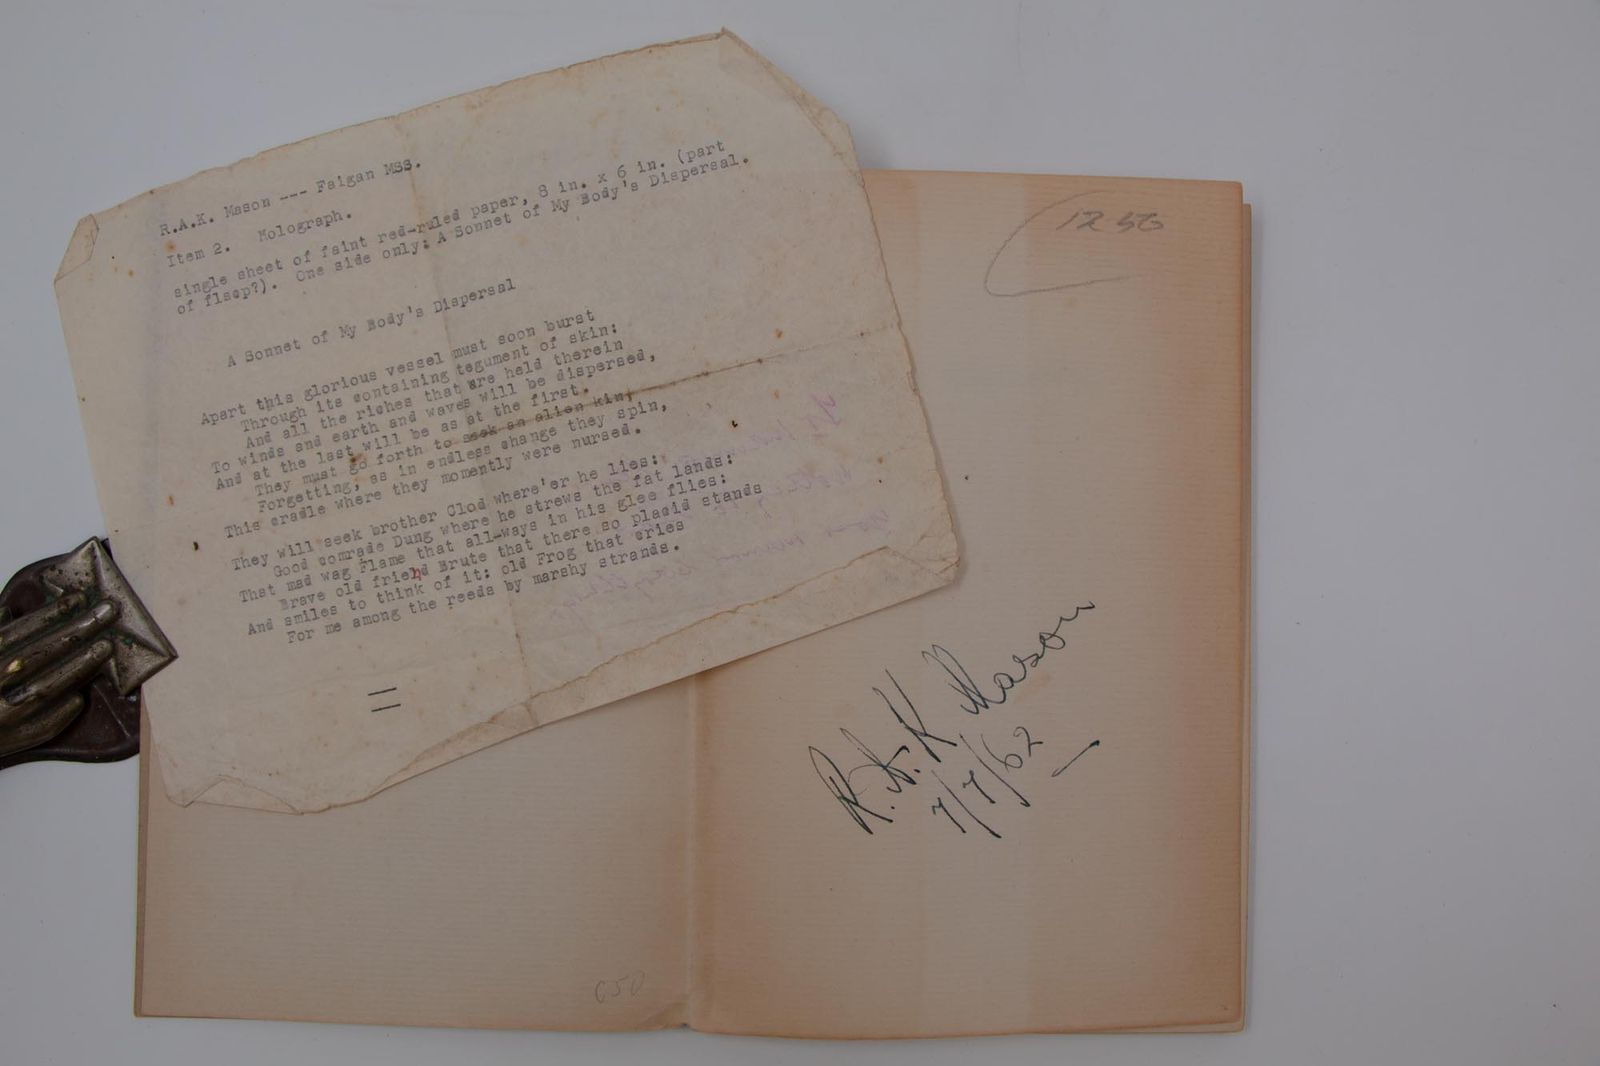 R.A.K. Mason --- Faigan MSS.
Item 2.   Holograph.
single sheet of faint red-ruled paper, 8 in. x 6 in. (part
of flscp?).  One side only: A Sonnet of My Body's Dispersal.
A Sonnet of My Body's Dispersal
Apart this glorious vessel must soon burst
Through its containing tegument of skin:
And all the riches that are held therein
To winds and earth and waves will be dispersed,
And at the last will be as at the first.
They must go forth to seek an alien kin,
Forgetting, as in endless change they spin,
This cradle where they momently were nursed.
They will seek brother Clod where'er he lies:
Good comrade Dung where he strews the fat lands:
That mad wag Flame that all-ways in his glee flies:
Brave old friend Brute that there so placid stands
And smiles to think of it: old Frog that cries
For me among the reeds by marshy strands.
12 50
R. A. K Mason
7/7/62
650